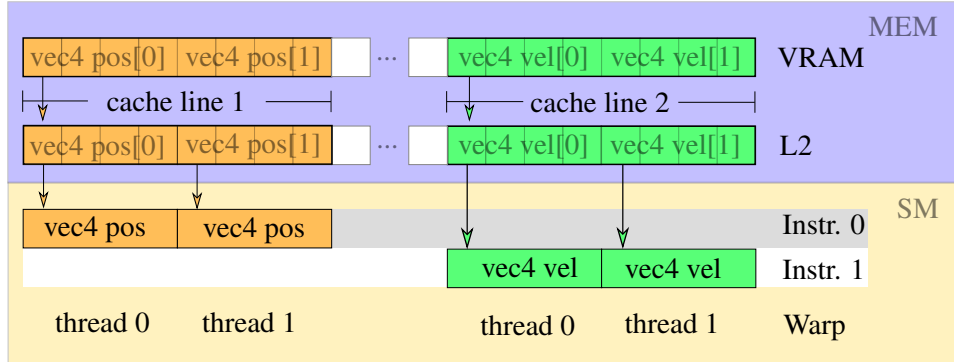 MEM
vec4 pos[0] vec4 pos[1] ... vec4 vel[0] vec4 vel[1] VRAM
cache line 1 cache line 2
vec4 pos[0] vec4 pos[1] ... vec4 vel[0] vec4 vel[1] L2
SM
vec4 pos vec4 pos Instr. 0
vec4 vel vec4 vel Instr. 1
thread 0 thread 1 thread 0 thread 1 Warp